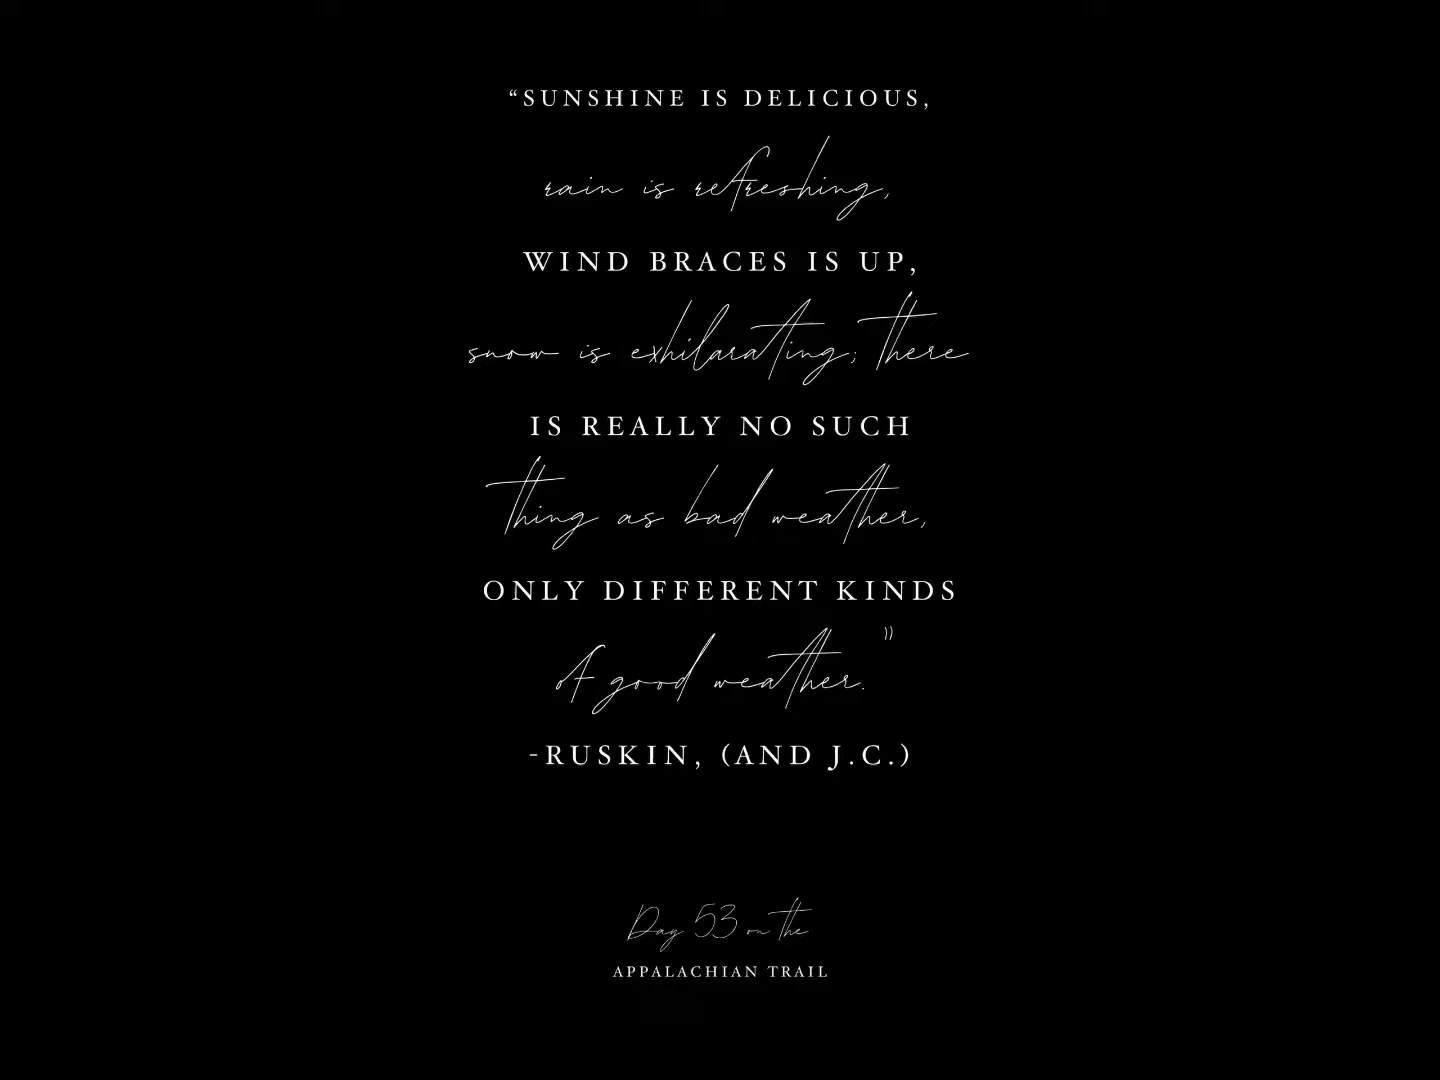 “SUNSHINE IS DELICIOUS,
rain is refreshing,
WIND BRACES IS UP,
snow is exhilarating; there
IS REALLY NO SUCH
thing as bad weather,
ONLY DIFFERENT KINDS
of good weather.”
-RUSKIN, (AND J.C.)
Day 53 on the
APPALACHIAN TRAIL